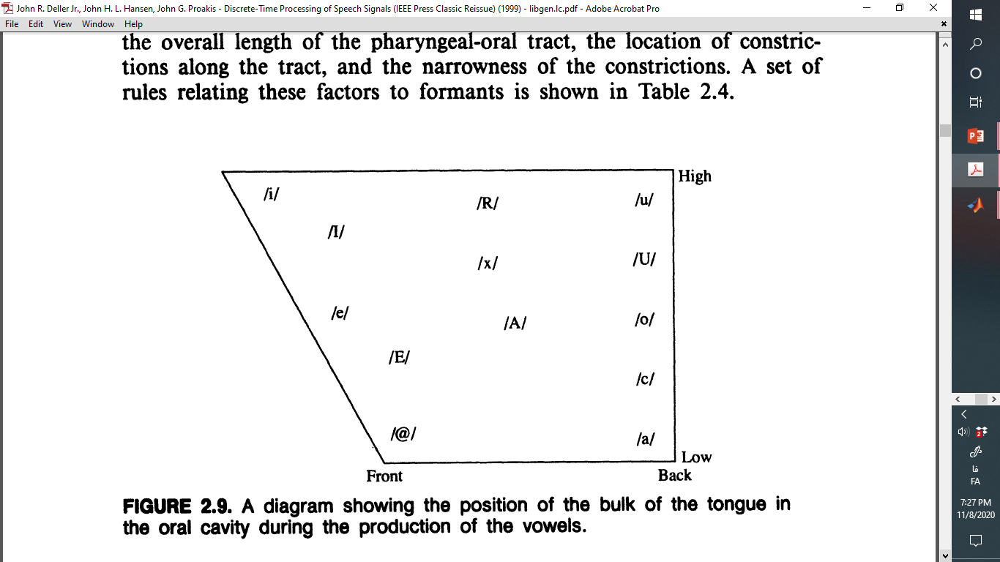 John R. Deller Jr., John H. L. Hansen, John G. Proakis - Discrete-Time Processing of Speech Signals (IEEE Press Classic Reissue) (1999) - libgen.lc.pdf - Adobe Acrobat Pro
File Edit View Window Help
the overall length of the pharyngeal-oral tract, the location of constric-
tions along the tract, and the narrowness of the constrictions. A set of
rules relating these factors to formants is shown in Table 2.4.
High
/i/ /R/ /u/
/I/
/x/ /U/
/e/ /A/ /o/
/E/
/c/
/@/ /a/
Low
Front Back
FIGURE 2.9. A diagram showing the position of the bulk of the tongue in
the oral cavity during the production of the vowels.
P
2
فا
FA
7:27 PM
11/8/2020